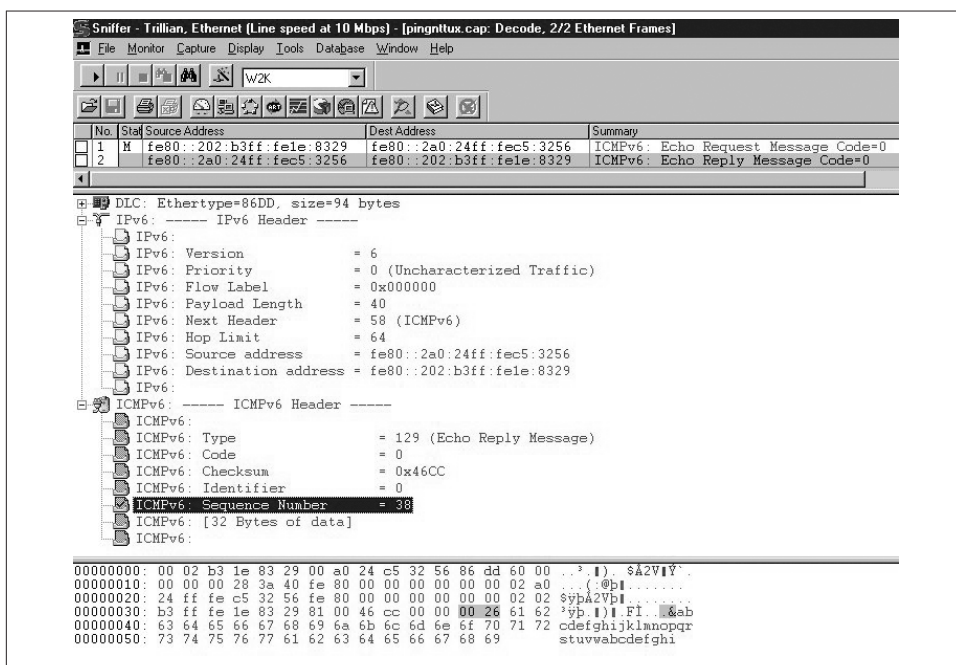 Sniffer - Trillian, Ethernet (Line speed at 10 Mbps) - [pingnttux.cap: Decode, 2/2 Ethernet Frames]
File Monitor Capture Display Tools Database Window Help
W2K
No. Stat Source Address Dest Address Summary
1 M fe80::202:b3ff:fe1e:8329 fe80::2a0:24ff:fec5:3256 ICMPv6: Echo Request Message Code=0
2 fe80::2a0:24ff:fec5:3256 fe80::202:b3ff:fe1e:8329 ICMPv6: Echo Reply Message Code=0
DLC: Ethertype=86DD, size=94 bytes
IPv6: ----- IPv6 Header -----
IPv6:
IPv6: Version = 6
IPv6: Priority = 0 (Uncharacterized Traffic)
IPv6: Flow Label = 0x000000
IPv6: Payload Length = 40
IPv6: Next Header = 58 (ICMPv6)
IPv6: Hop Limit = 64
IPv6: Source address = fe80::2a0:24ff:fec5:3256
IPv6: Destination address = fe80::202:b3ff:fe1e:8329
IPv6:
ICMPv6: ----- ICMPv6 Header -----
ICMPv6:
ICMPv6: Type = 129 (Echo Reply Message)
ICMPv6: Code = 0
ICMPv6: Checksum = 0x46CC
ICMPv6: Identifier = 0
ICMPv6: Sequence Number = 38
ICMPv6: [32 Bytes of data]
ICMPv6:
00000000: 00 02 b3 1e 83 29 00 a0 24 c5 32 56 86 dd 60 00
00000010: 00 00 00 28 3a 40 fe 80 00 00 00 00 00 00 02 a0
00000020: 24 ff fe c5 32 56 fe 80 00 00 00 00 00 00 02 02
00000030: b3 ff fe 1e 83 29 81 00 46 cc 00 00 00 26 61 62
00000040: 63 64 65 66 67 68 69 6a 6b 6c 6d 6e 6f 70 71 72 cdefghijklmnopqr
00000050: 73 74 75 76 77 61 62 63 64 65 66 67 68 69 stuvwabcdefghi